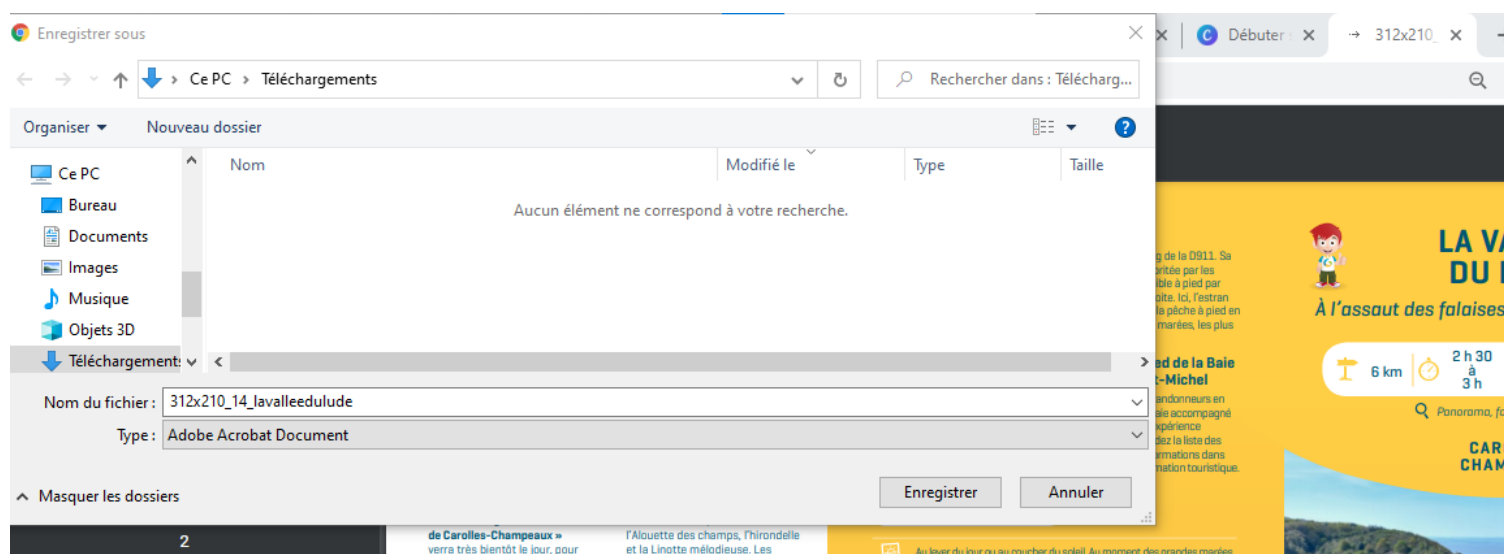 Enregistrer sous
Débuter
312x210_
Ce PC > Téléchargements
Rechercher dans : Télécharg...
Organiser
Nouveau dossier
Ce PC
Bureau
Documents
Images
Musique
Objets 3D
Téléchargements
Nom
Modifié le
Type
Taille
Aucun élément ne correspond à votre recherche.
Nom du fichier : 312x210_14_lavalleedulude
Type : Adobe Acrobat Document
Masquer les dossiers
Enregistrer
Annuler
g de la D911. Sa
ritée par les
ible à pied par
oite. Ici, l'estran
la pêche à pied en
marées, les plus
ed de la Baie
t-Michel
andonneurs en
aie accompagné
xpérience
dez la liste des
ormations dans
mation touristique.
LA VA
DU L
À l'assaut des falaises
6 km
2 h 30
à
3 h
Panorama, fa
CAR
CHAM
2
de Carolles-Champeaux »
verra très bientôt le jour, pour
l'Alouette des champs, l'hirondelle
et la Linotte mélodieuse. Les
Au lever du jour ou au coucher du soleil. Au moment des grandes marées